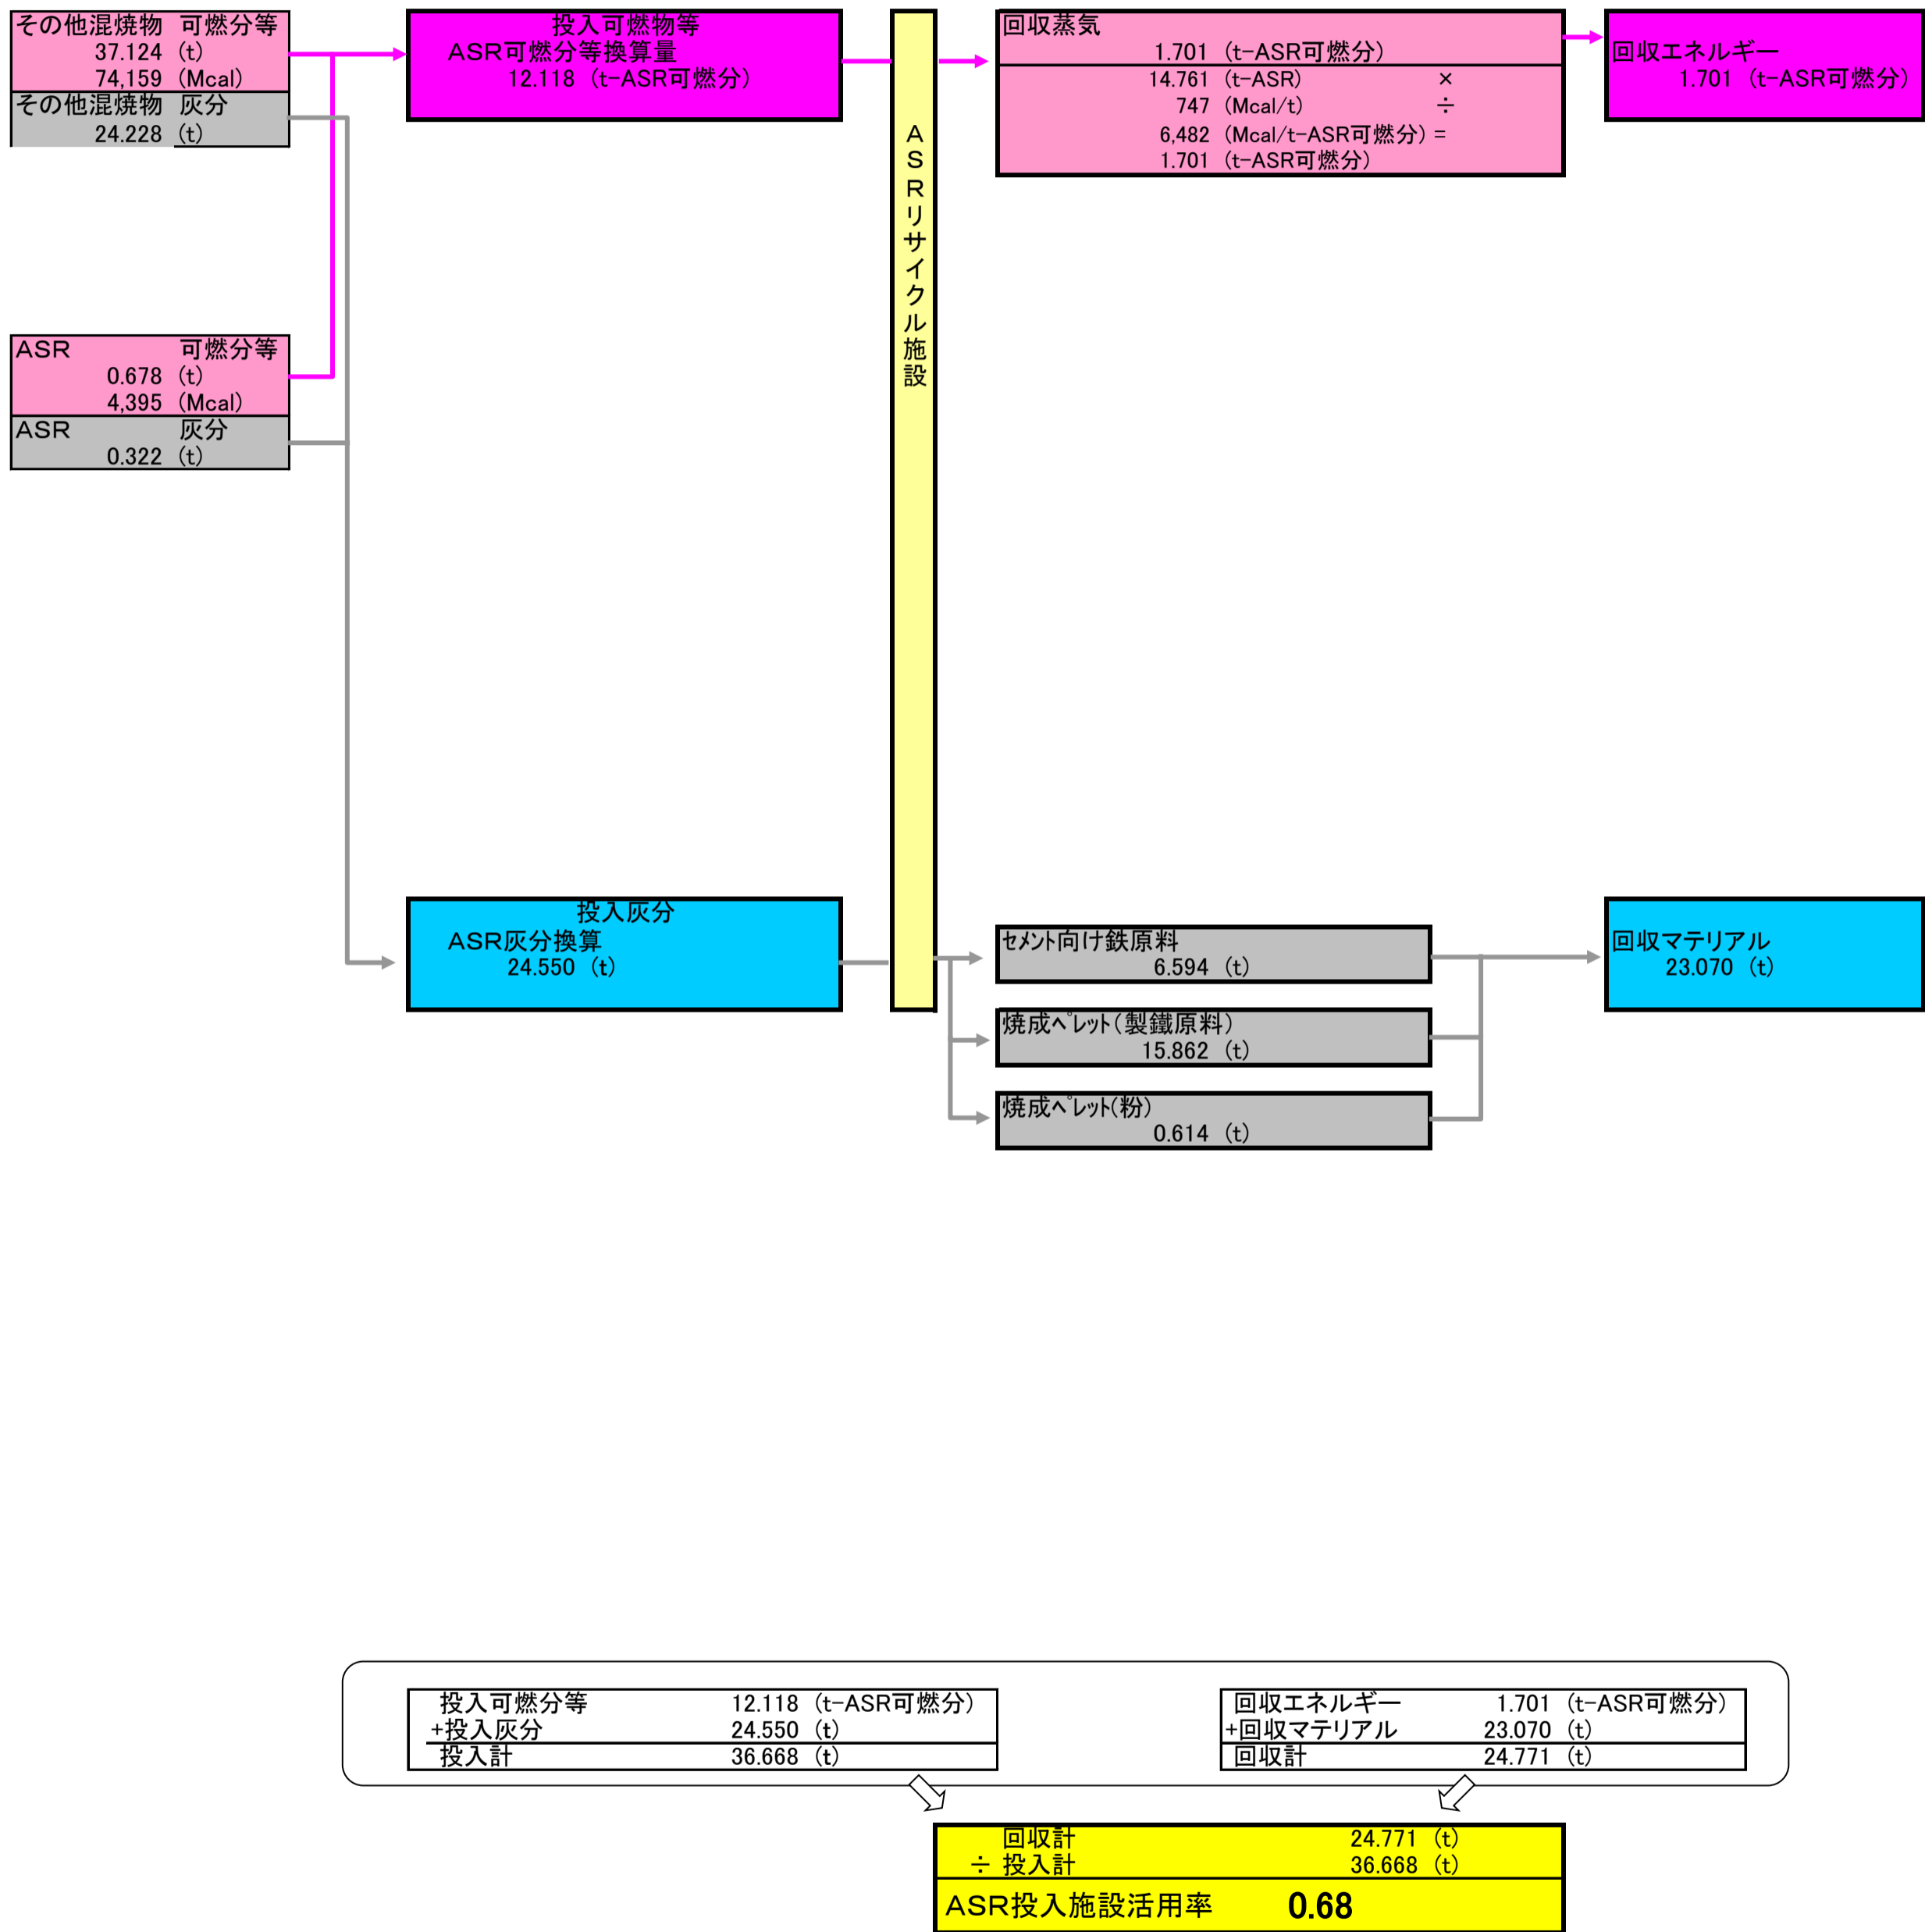 その他混焼物 可燃分等
37.124 (t)
74,159 (Mcal)
その他混焼物 灰分
24.228 (t)
ASR 可燃分等
0.678 (t)
4,395 (Mcal)
ASR 灰分
0.322 (t)
投入可燃物等
ASR可燃分等換算量
12.118 (t-ASR可燃分)
投入灰分
ASR灰分換算
24.550 (t)
ASRリサイクル施設
回収蒸気
1.701 (t-ASR可燃分)
14.761 (t-ASR) ×
747 (Mcal/t) ÷
6,482 (Mcal/t-ASR可燃分) =
1.701 (t-ASR可燃分)
回収エネルギー
1.701 (t-ASR可燃分)
ｾﾒﾝﾄ向け鉄原料
6.594 (t)
焼成ﾍﾟﾚｯﾄ(製鐵原料)
15.862 (t)
焼成ﾍﾟﾚｯﾄ(粉)
0.614 (t)
回収マテリアル
23.070 (t)
投入可燃分等 12.118 (t-ASR可燃分)
+投入灰分 24.550 (t)
投入計 36.668 (t)
回収エネルギー 1.701 (t-ASR可燃分)
+回収マテリアル 23.070 (t)
回収計 24.771 (t)
回収計 24.771 (t)
÷ 投入計 36.668 (t)
ASR投入施設活用率 0.68